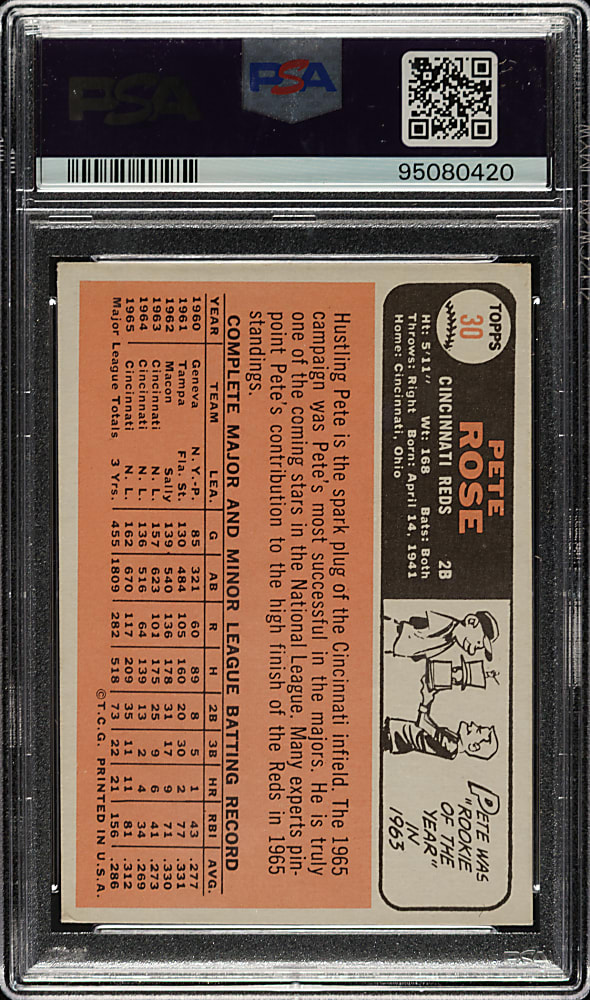 PSA
PSA
95080420
TOPPS
30
PETE
ROSE
CINCINNATI REDS 2B
Ht: 5'11" Wt: 168 Bats: Both
Throws: Right Born: April 14, 1941
Home: Cincinnati, Ohio
PETE WAS
"ROOKIE
OF THE
YEAR"
IN
1963
Hustling Pete is the spark plug of the Cincinnati infield. The 1965
campaign was Pete's most successful in the majors. He is truly
one of the coming stars in the National League. Many experts pin-
point Pete's contribution to the high finish of the Reds in 1965
standings.
COMPLETE MAJOR AND MINOR LEAGUE BATTING RECORD
YEAR TEAM LEA. G AB R H 2B 3B HR RBI AVG.
1960 Geneva N.Y.-P. 85 321 60 89 8 5 1 43 .277
1961 Tampa Fla. St. 130 484 105 160 20 30 2 77 .331
1962 Macon Sally 139 540 136 178 31 17 9 71 .330
1963 Cincinnati N. L. 157 623 101 175 25 9 6 41 .273
1964 Cincinnati N. L. 136 516 64 139 13 2 4 34 .269
1965 Cincinnati N. L. 162 670 117 209 35 11 11 81 .312
Major League Totals 3 Yrs. 455 1809 282 518 73 22 21 156 .286
©T.C.G. PRINTED IN U.S.A.